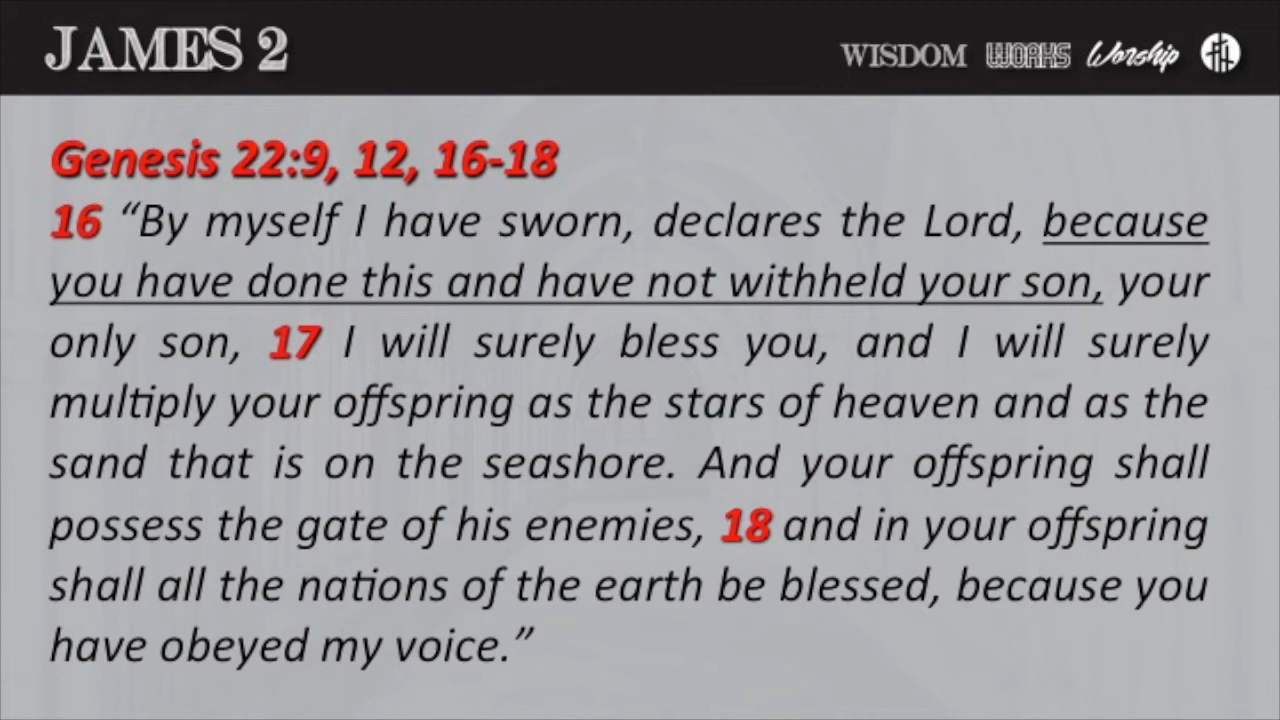 JAMES 2
WISDOM WORKS Worship
Genesis 22:9, 12, 16-18
16 “By myself I have sworn, declares the Lord, because
you have done this and have not withheld your son, your
only son, 17 I will surely bless you, and I will surely
multiply your offspring as the stars of heaven and as the
sand that is on the seashore. And your offspring shall
possess the gate of his enemies, 18 and in your offspring
shall all the nations of the earth be blessed, because you
have obeyed my voice.”